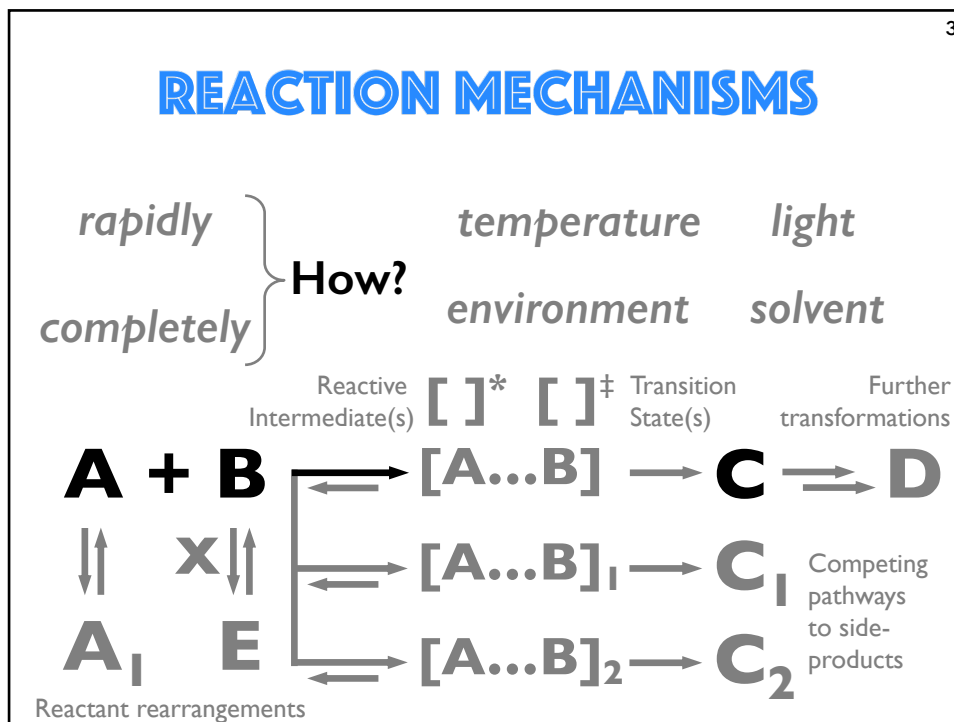 3
REACTION MECHANISMS
rapidly
temperature light
How?
completely
environment solvent
Reactive
Intermediate(s)
[ ]* [ ]‡
Transition
State(s)
Further
transformations
A + B [A...B] C D
x
[A...B]₁ C₁
Competing
pathways
to side-
products
A₁ E [A...B]₂ C₂
Reactant rearrangements